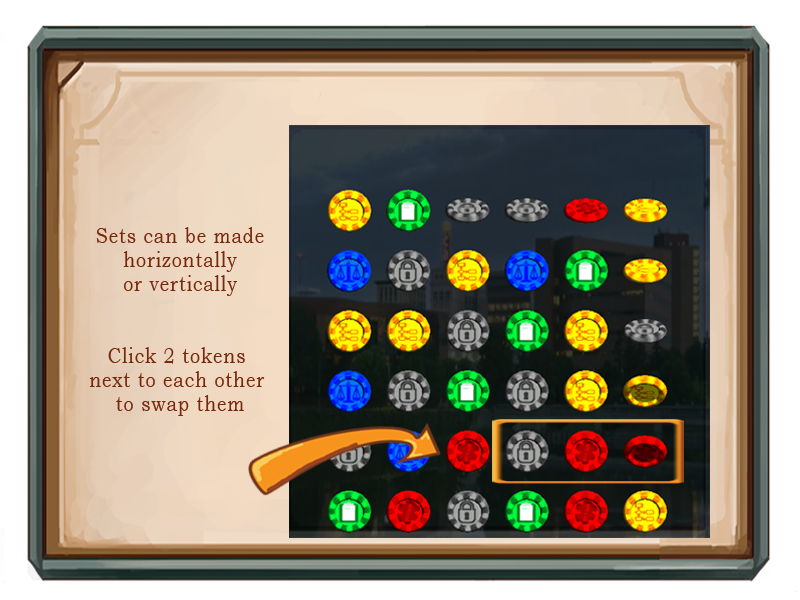 Sets can be made
horizontally
or vertically
Click 2 tokens
next to each other
to swap them